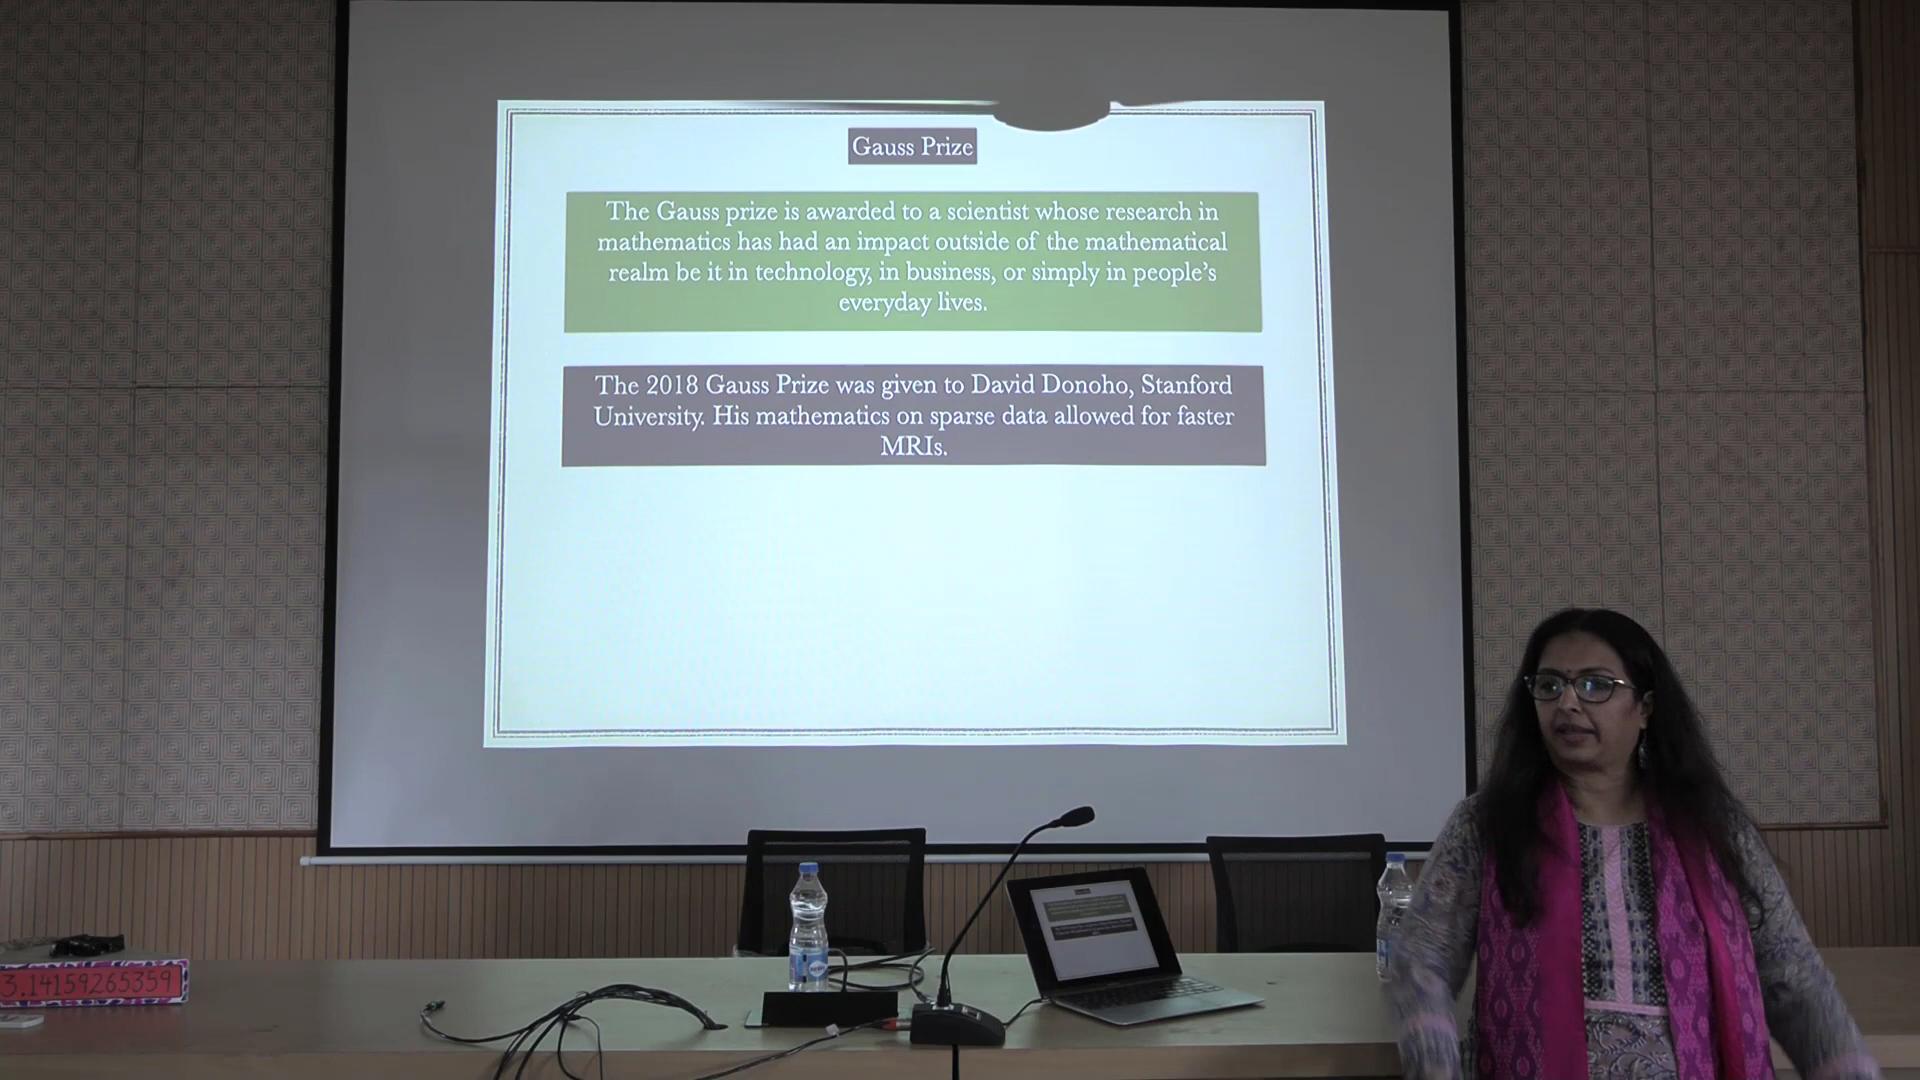 Gauss Prize
The Gauss prize is awarded to a scientist whose research in
mathematics has had an impact outside of the mathematical
realm be it in technology, in business, or simply in people's
everyday lives.
The 2018 Gauss Prize was given to David Donoho, Stanford
University. His mathematics on sparse data allowed for faster
MRIs.
3.14159265359